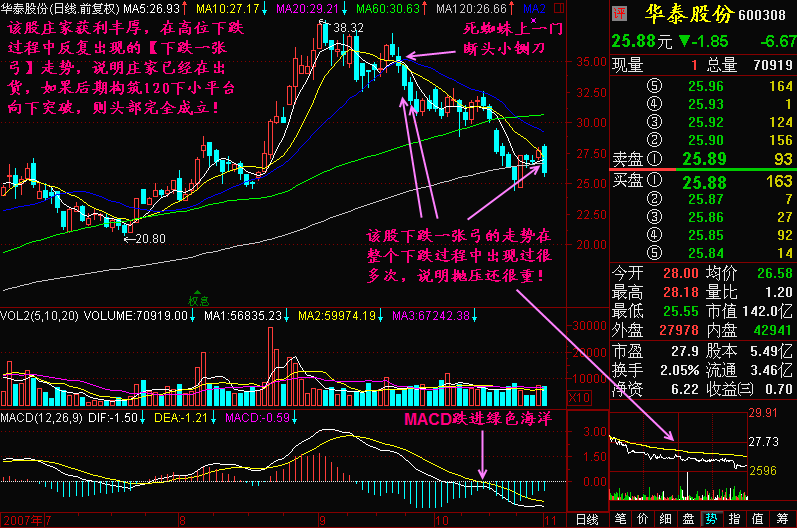 华泰股份(日线,前复权) MA5:26.93↑ MA10:27.17↓ MA20:29.21↓ MA60:30.63↑ MA120:26.66↑ MA2
该股庄家获利丰厚，在高位下跌
过程中反复出现的【下跌一张
弓】走势，说明庄家已经在出
货，如果后期构筑120下小平台
向下突破，则头部完全成立！
38.32
死蜘蛛上一门
断头小铡刀
35.00
32.50
30.00
27.50
25.00
22.50
20.00
←20.80
该股下跌一张弓的走势在
整个下跌过程中出现过很
多次，说明抛压还很重！
权息
VOL2(5,10,20) VOLUME:70919.00↓ MA1:56835.23↓ MA2:59974.19↓ MA3:67242.38↓
30000
20000
10000
X10
MACD(12,26,9) DIF:-1.50↓ DEA:-1.21↓ MACD:-0.59↓
MACD跌进绿色海洋
3.00
1.50
0.00
2007年7 8 9 10 11 日线
评 华泰股份 600308
25.88元 ▼-1.85 -6.67
现量 1 总量 70919
⑤ 25.96 164
④ 25.93 1
③ 25.92 124
② 25.90 156
卖盘① 25.89 93
买盘① 25.88 163
② 25.87 7
③ 25.86 27
④ 25.85 92
⑤ 25.84 14
今开 28.00 均价 26.58
最高 28.18 量比 1.20
最低 25.55 市值 142.0亿
外盘 27978 内盘 42941
市盈 27.9 股本 5.49亿
换手 2.05% 流通 3.46亿
净资 6.22 收益㈢ 0.70
29.91
27.73
2596
笔 价 细 盘 势 指 值 筹